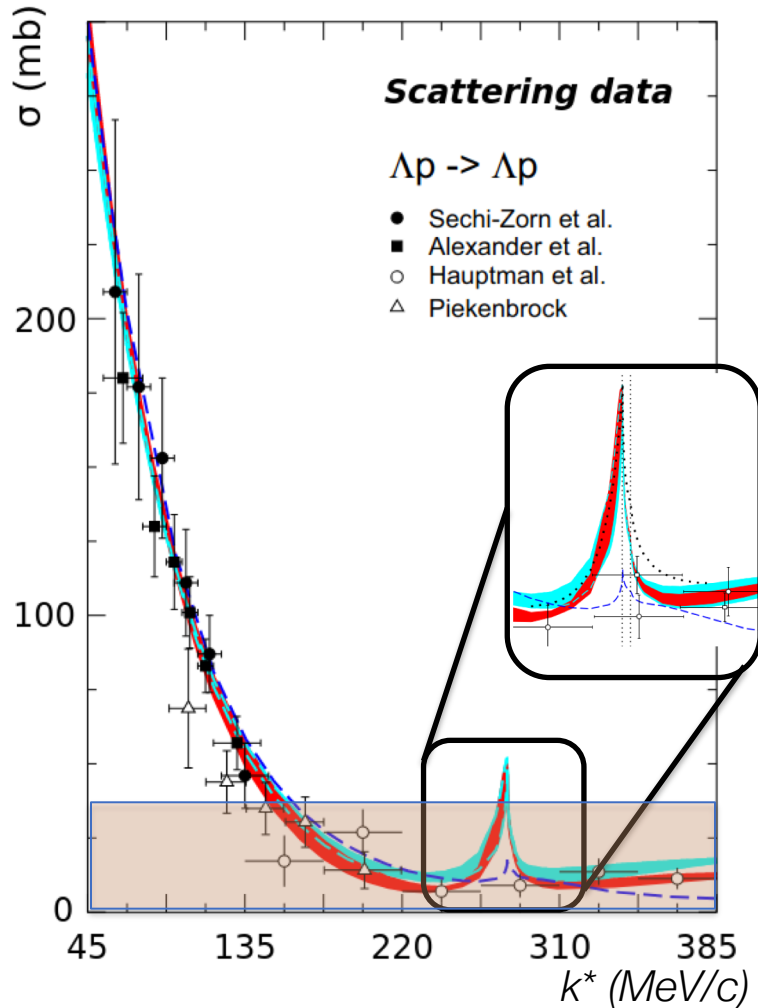 σ (mb)
Scattering data
Λp -> Λp
Sechi-Zorn et al.
Alexander et al.
Hauptman et al.
Piekenbrock
200
100
0
45 135 220 310 385
k* (MeV/c)